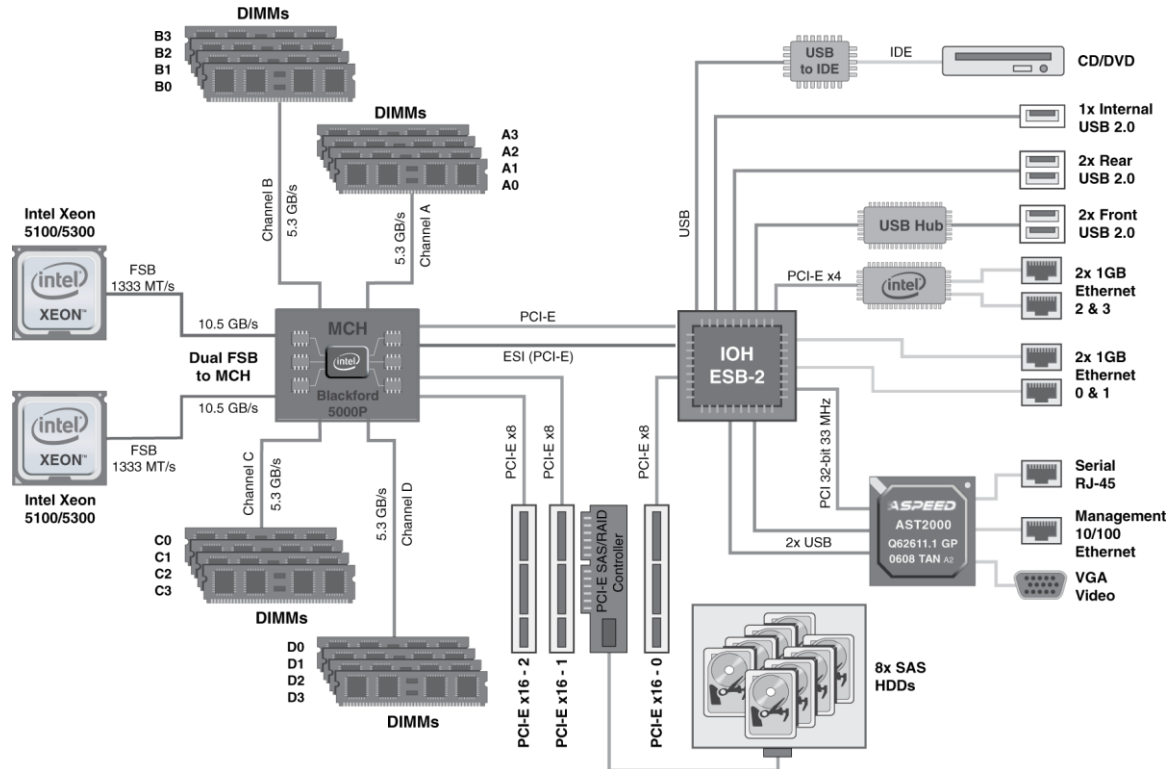 DIMMs
B3
B2
B1
B0
DIMMs
A3
A2
A1
A0
Channel B
5.3 GB/s
5.3 GB/s
Channel A
Intel Xeon
5100/5300
intel
XEON™
FSB
1333 MT/s
10.5 GB/s
Dual FSB
to MCH
10.5 GB/s
intel
XEON™
FSB
1333 MT/s
Intel Xeon
5100/5300
MCH
intel
Blackford
5000P
PCI-E
ESI (PCI-E)
Channel C
5.3 GB/s
5.3 GB/s
Channel D
C0
C1
C2
C3
DIMMs
D0
D1
D2
D3
DIMMs
PCI-E x8
PCI-E x8
PCI-E x8
PCI-E x16 - 2
PCI-E x16 - 1
PCI-E SAS/RAID
Controller
PCI-E x16 - 0
USB
USB
to IDE
IDE
CD/DVD
1x Internal
USB 2.0
2x Rear
USB 2.0
USB Hub
2x Front
USB 2.0
PCI-E x4
intel
2x 1GB
Ethernet
2 & 3
IOH
ESB-2
2x 1GB
Ethernet
0 & 1
PCI 32-bit 33 MHz
2x USB
ASPEED
AST2000
Q62611.1 GP
0608 TAN A2
Serial
RJ-45
Management
10/100
Ethernet
VGA
Video
8x SAS
HDDs